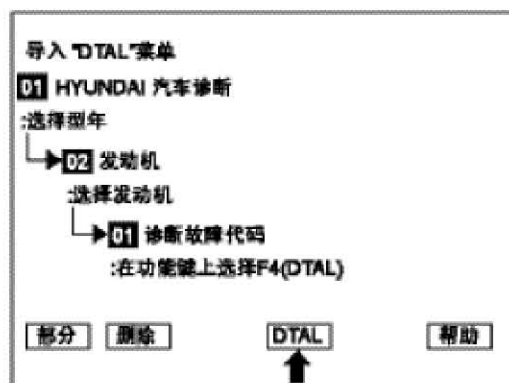 导入"DTAL"菜单
01 HYUNDAI 汽车诊断
:选择型年
02 发动机
:选择发动机
01 诊断故障代码
:在功能键上选择F4(DTAL)
部分 删除 DTAL 帮助